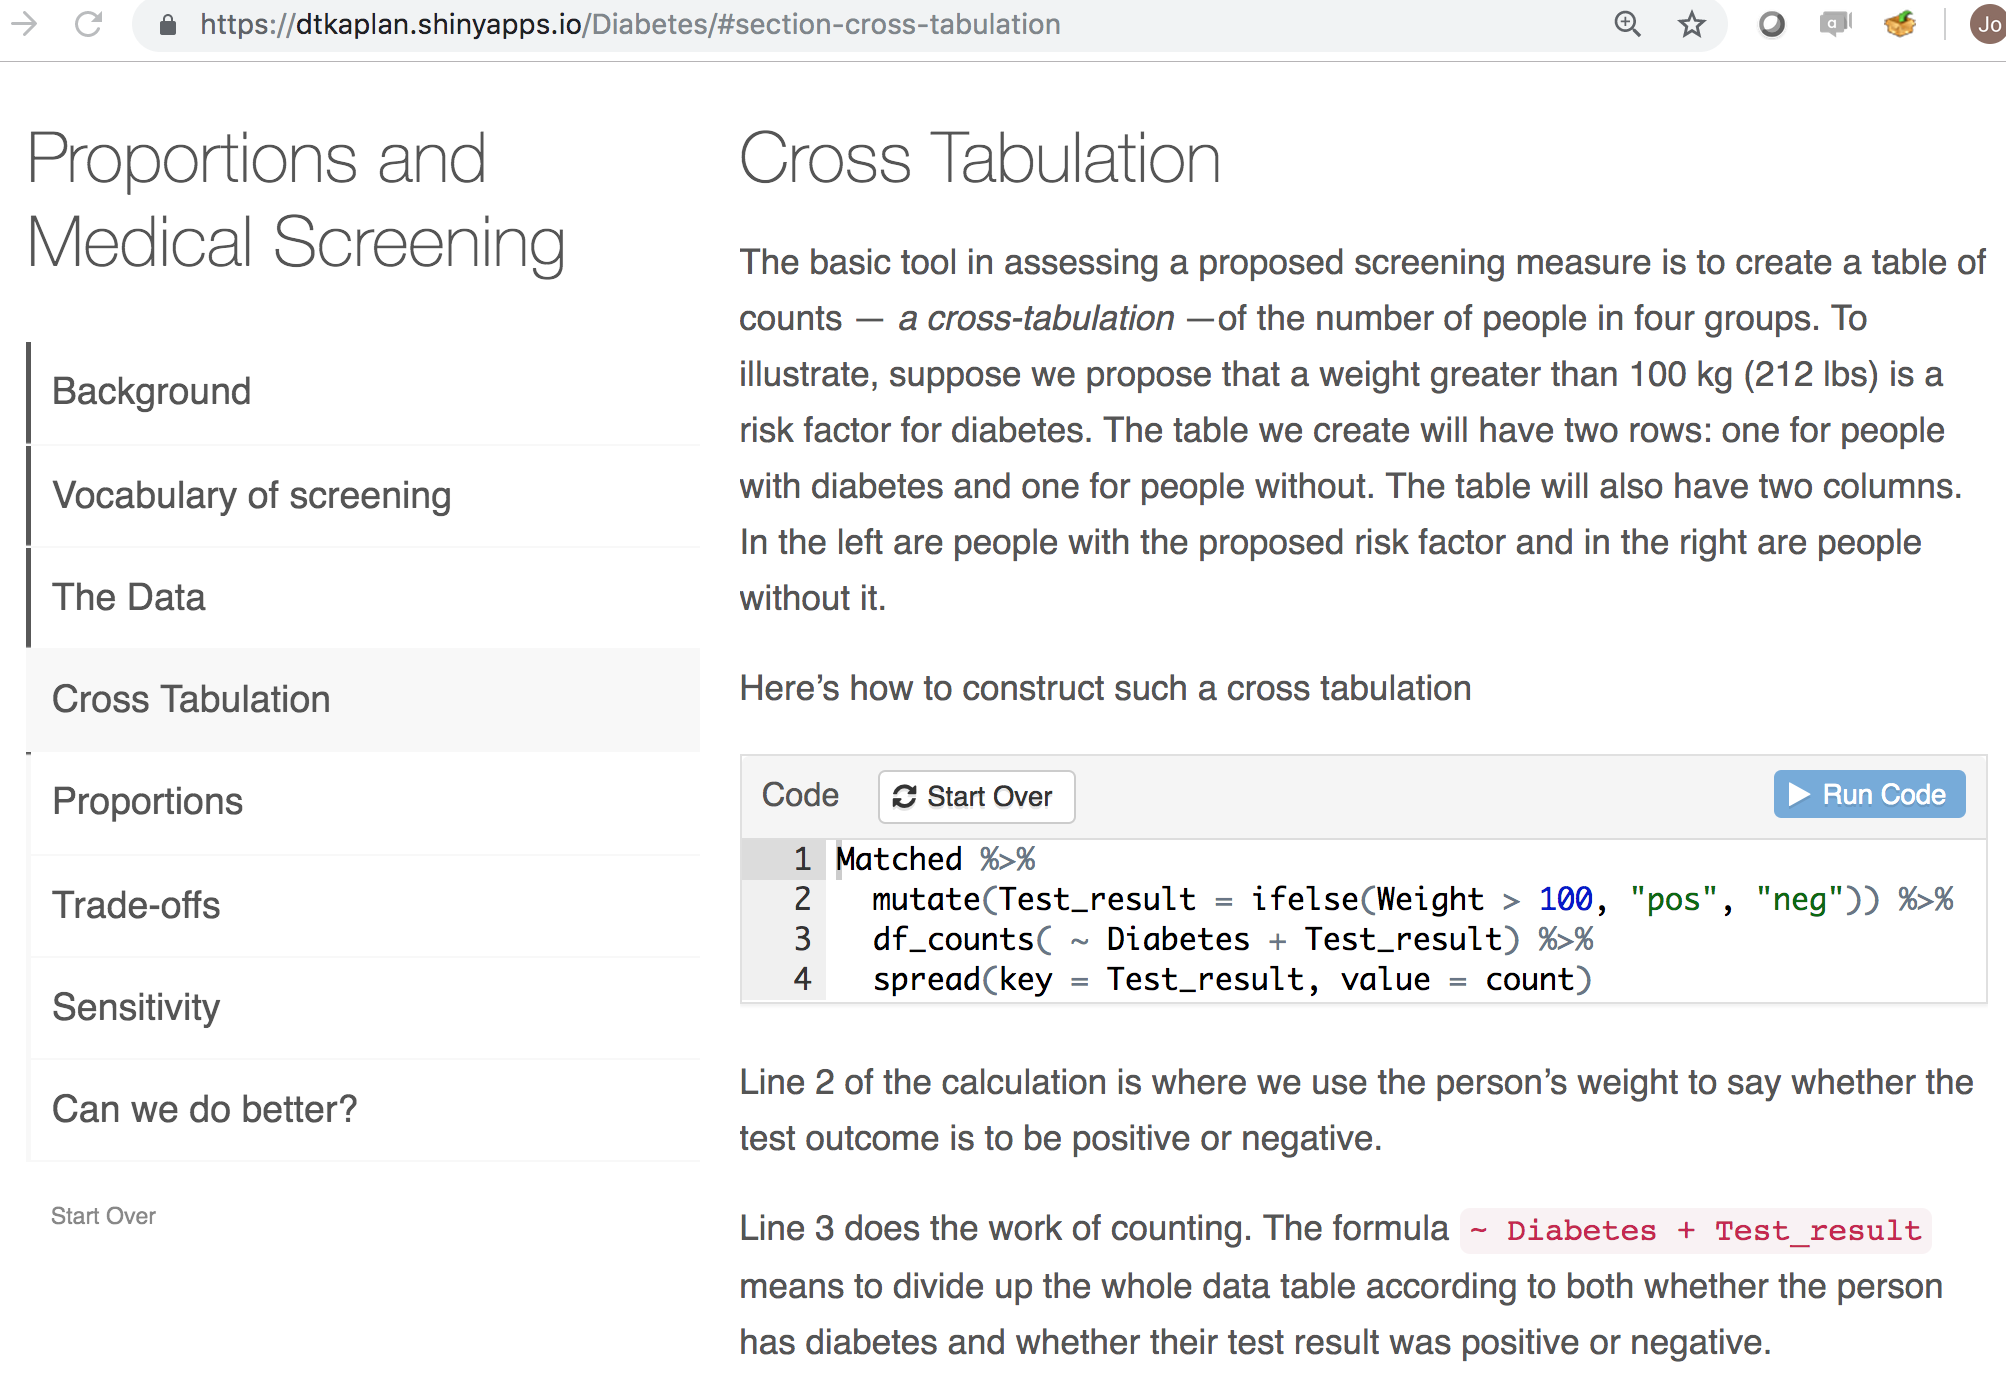 https://dtkaplan.shinyapps.io/Diabetes/#section-cross-tabulation
a
Jo
Proportions and
Medical Screening
Background
Vocabulary of screening
The Data
Cross Tabulation
Proportions
Trade-offs
Sensitivity
Can we do better?
Start Over
Cross Tabulation
The basic tool in assessing a proposed screening measure is to create a table of
counts — a cross-tabulation —of the number of people in four groups. To
illustrate, suppose we propose that a weight greater than 100 kg (212 lbs) is a
risk factor for diabetes. The table we create will have two rows: one for people
with diabetes and one for people without. The table will also have two columns.
In the left are people with the proposed risk factor and in the right are people
without it.
Here’s how to construct such a cross tabulation
Code Start Over Run Code
1 Matched %>%
2 mutate(Test_result = ifelse(Weight > 100, "pos", "neg")) %>%
3 df_counts( ~ Diabetes + Test_result) %>%
4 spread(key = Test_result, value = count)
Line 2 of the calculation is where we use the person’s weight to say whether the
test outcome is to be positive or negative.
Line 3 does the work of counting. The formula ~ Diabetes + Test_result
means to divide up the whole data table according to both whether the person
has diabetes and whether their test result was positive or negative.